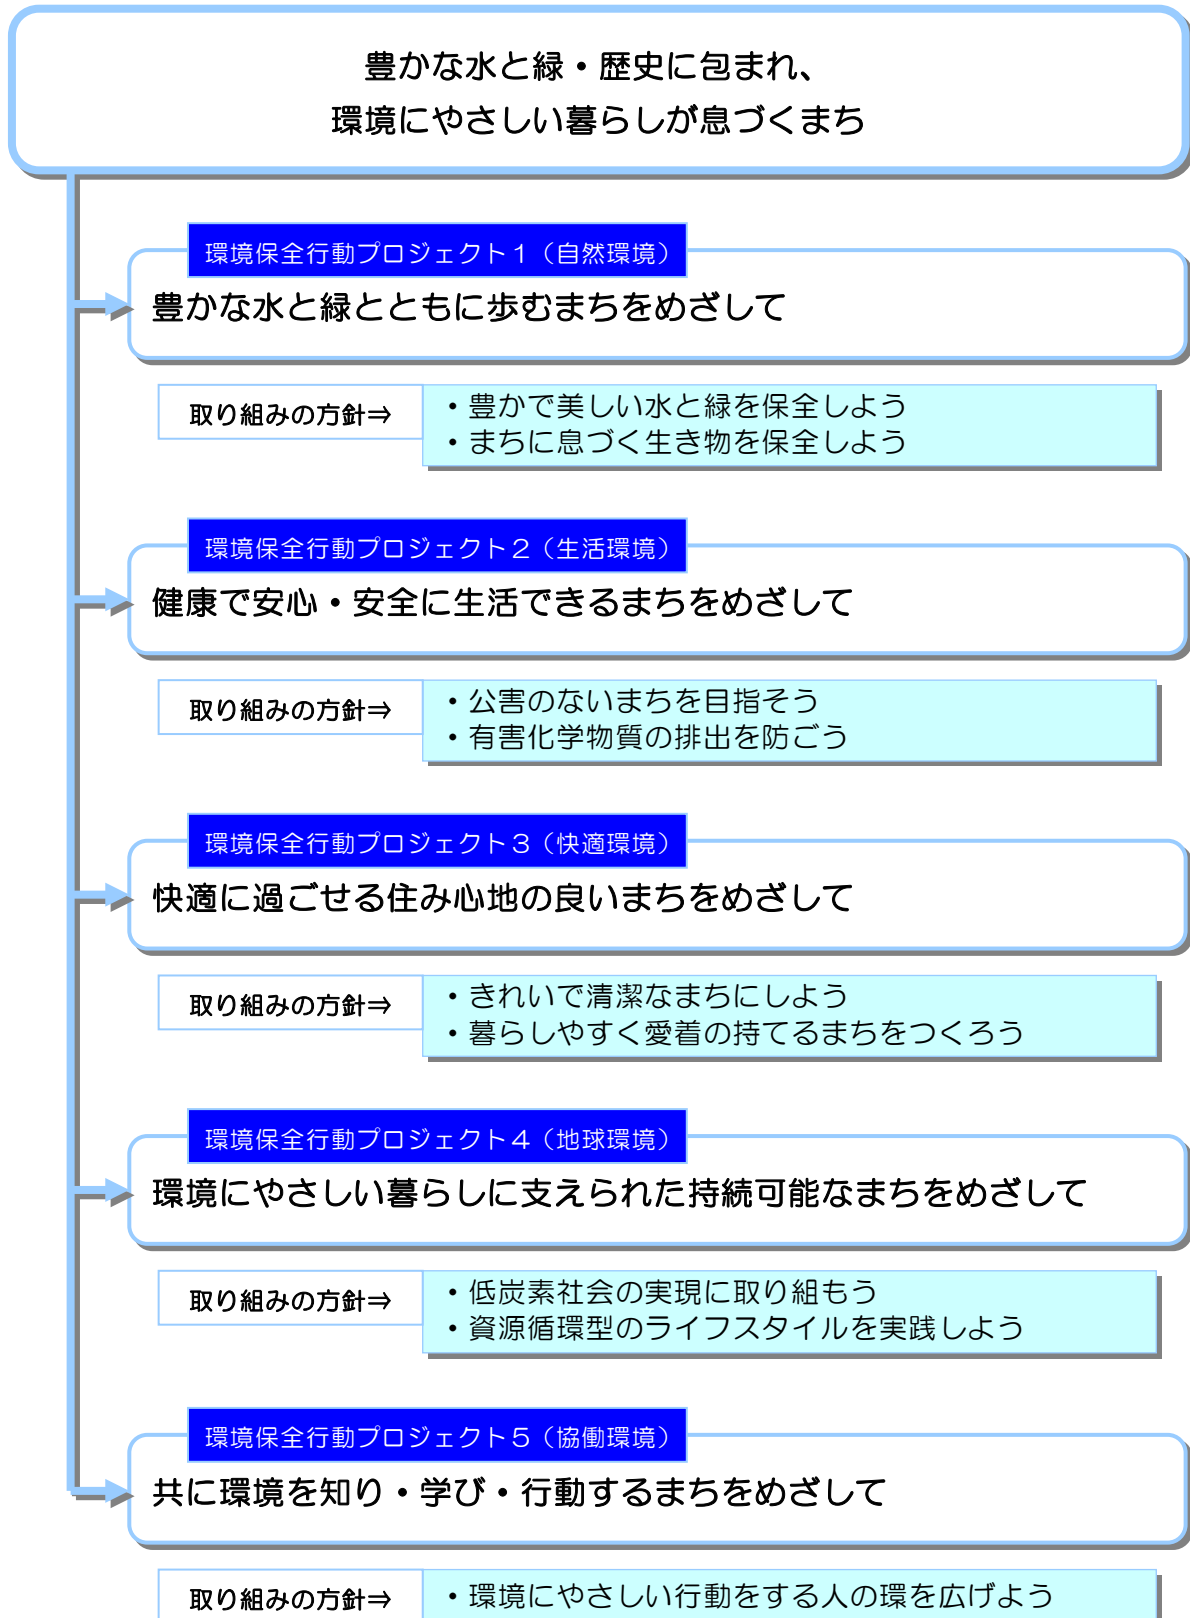 豊かな水と緑・歴史に包まれ、
環境にやさしい暮らしが息づくまち
環境保全行動プロジェクト１（自然環境）
豊かな水と緑とともに歩むまちをめざして
取り組みの方針⇒
・豊かで美しい水と緑を保全しよう
・まちに息づく生き物を保全しよう
環境保全行動プロジェクト２（生活環境）
健康で安心・安全に生活できるまちをめざして
取り組みの方針⇒
・公害のないまちを目指そう
・有害化学物質の排出を防ごう
環境保全行動プロジェクト３（快適環境）
快適に過ごせる住み心地の良いまちをめざして
取り組みの方針⇒
・きれいで清潔なまちにしよう
・暮らしやすく愛着の持てるまちをつくろう
環境保全行動プロジェクト４（地球環境）
環境にやさしい暮らしに支えられた持続可能なまちをめざして
取り組みの方針⇒
・低炭素社会の実現に取り組もう
・資源循環型のライフスタイルを実践しよう
環境保全行動プロジェクト５（協働環境）
共に環境を知り・学び・行動するまちをめざして
取り組みの方針⇒
・環境にやさしい行動をする人の環を広げよう